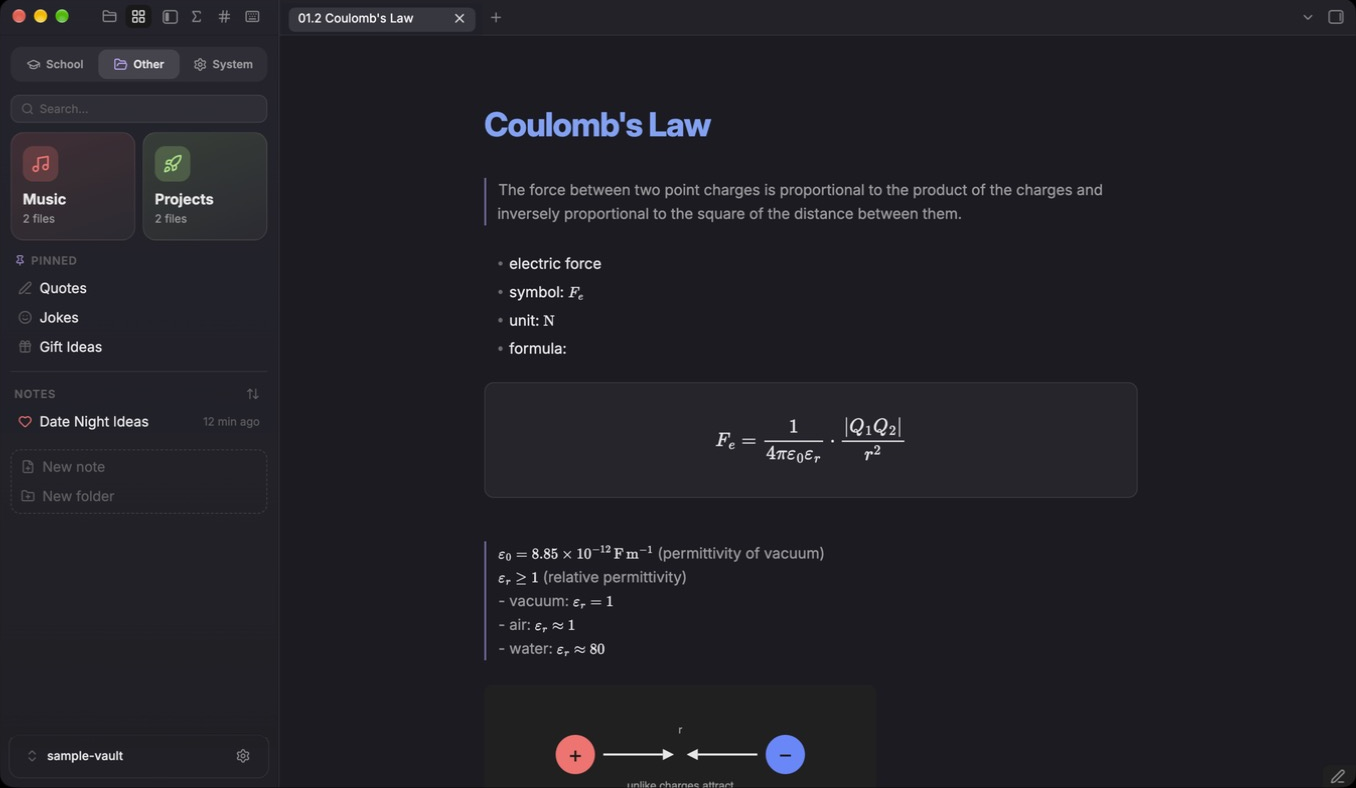 01.2 Coulomb's Law
School
Other
System
Search...
Music
2 files
Projects
2 files
PINNED
Quotes
Jokes
Gift Ideas
NOTES
Date Night Ideas 12 min ago
New note
New folder
sample-vault
Coulomb's Law
The force between two point charges is proportional to the product of the charges and
inversely proportional to the square of the distance between them.
• electric force
• symbol: Fₑ
• unit: N
• formula:
Fₑ = 1/(4πε₀εᵣ) · |Q₁Q₂|/r²
ε₀ = 8.85 × 10⁻¹² F m⁻¹ (permittivity of vacuum)
εᵣ ≥ 1 (relative permittivity)
- vacuum: εᵣ = 1
- air: εᵣ ≈ 1
- water: εᵣ ≈ 80
r
+ −
unlike charges attract